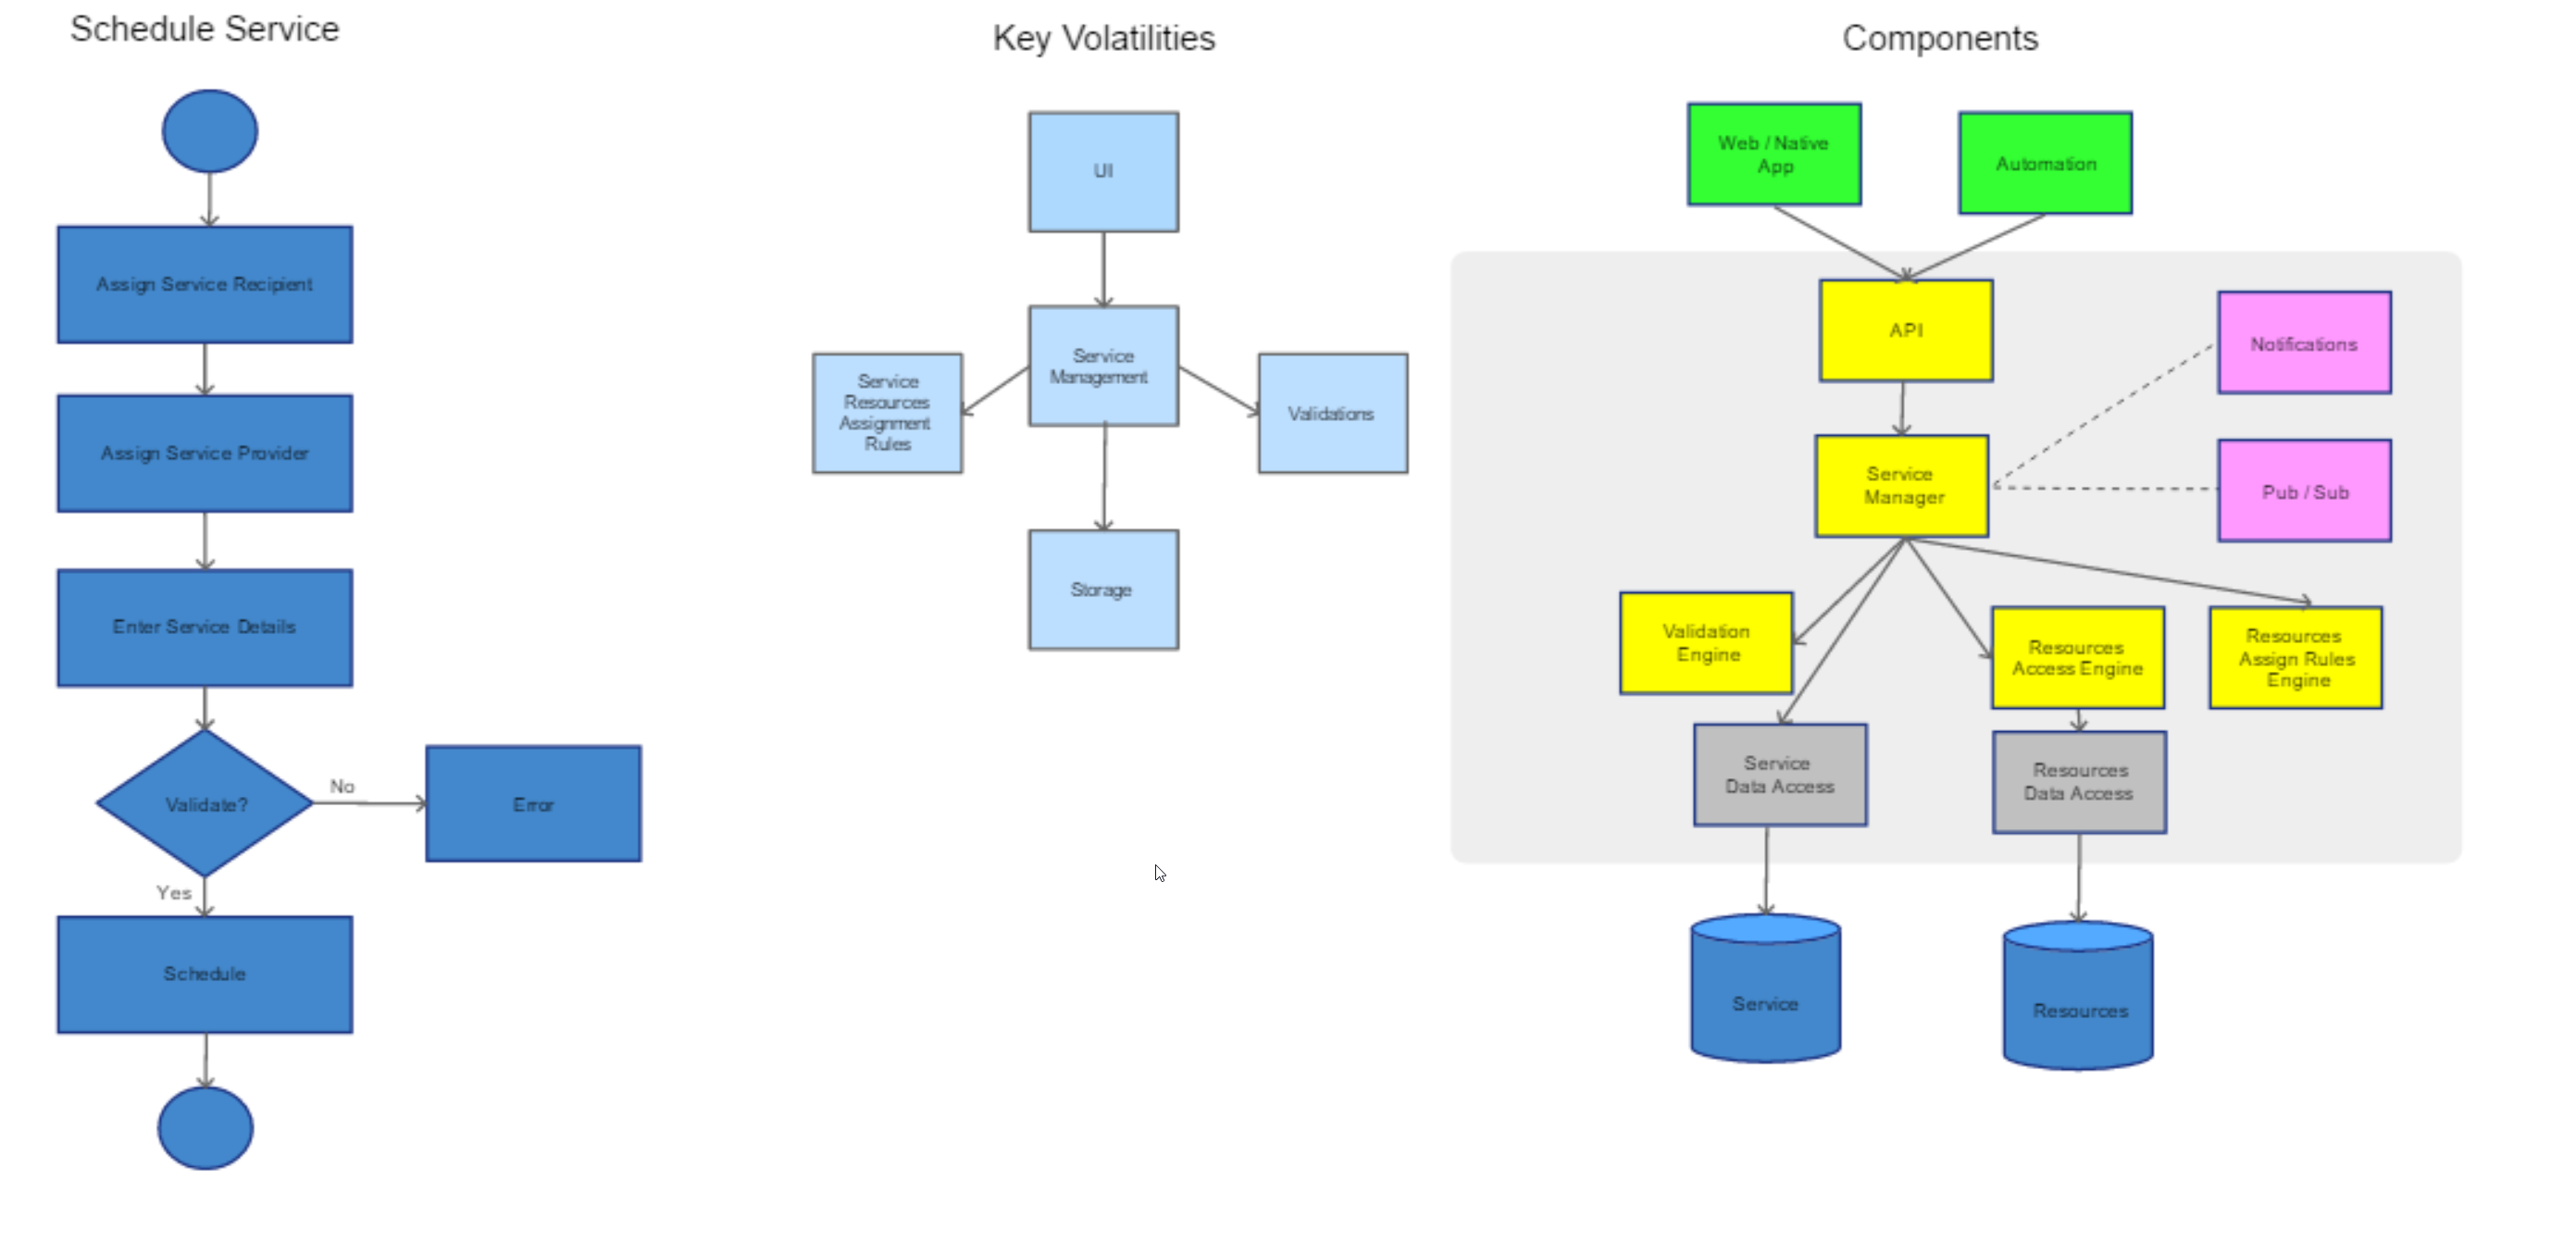 Schedule Service
Assign Service Recipient
Assign Service Provider
Enter Service Details
Validate?
No
Error
Yes
Schedule
Key Volatilities
UI
Service
Management
Service
Resources
Assignment
Rules
Validations
Storage
Components
Web / Native
App
Automation
API
Notifications
Service
Manager
Pub / Sub
Validation
Engine
Resources
Access Engine
Resources
Assign Rules
Engine
Service
Data Access
Resources
Data Access
Service
Resources